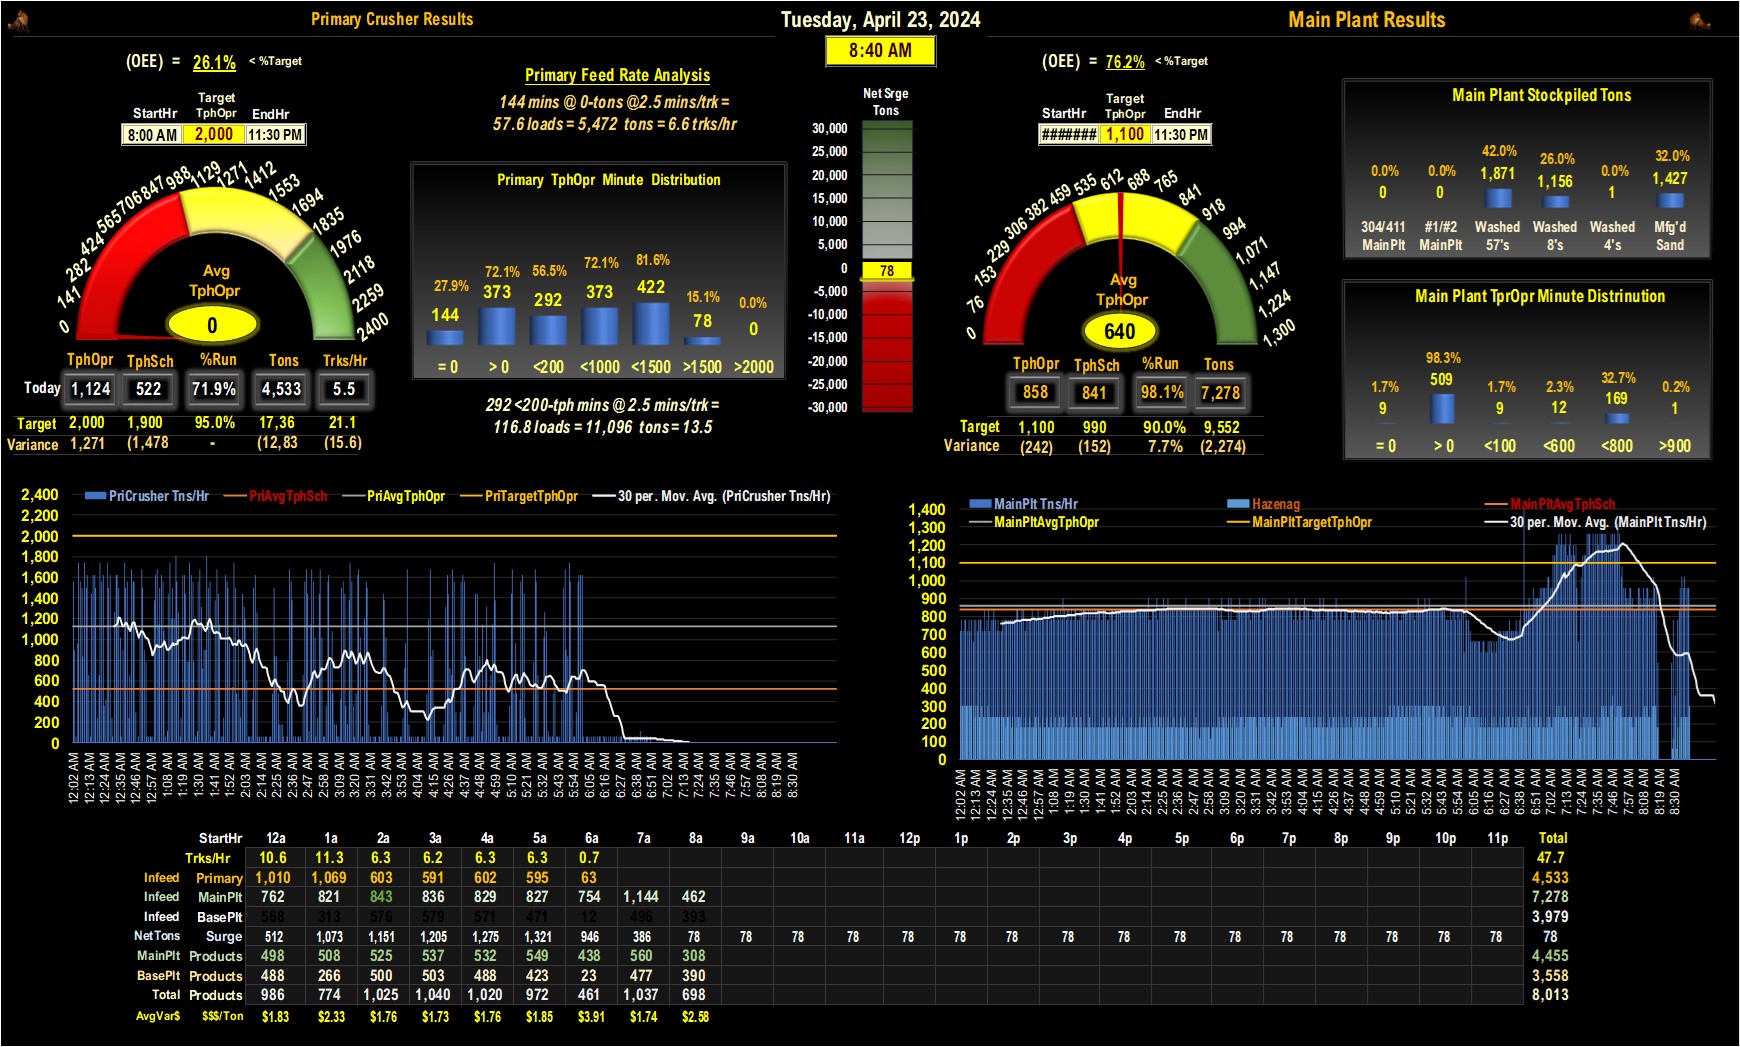 Primary Crusher Results
Tuesday, April 23, 2024
Main Plant Results
8:40 AM
(OEE) = 26.1% < %Target
StartHr Target TphOpr EndHr
8:00 AM 2,000 11:30 PM
0 141 282 424 565 706 847 988 1129 1271 1412 1553 1694 1835 1976 2118 2259 2400
Avg
TphOpr
0
TphOpr TphSch %Run Tons Trks/Hr
Today 1,124 522 71.9% 4,533 5.5
Target 2,000 1,900 95.0% 17,36 21.1
Variance 1,271 (1,478 - (12,83 (15.6)
Primary Feed Rate Analysis
144 mins @ 0-tons @2.5 mins/trk =
57.6 loads = 5,472 tons = 6.6 trks/hr
Primary TphOpr Minute Distribution
27.9% 72.1% 56.5% 72.1% 81.6% 15.1% 0.0%
144 373 292 373 422 78 0
= 0 > 0 <200 <1000 <1500 >1500 >2000
292 <200-tph mins @ 2.5 mins/trk =
116.8 loads = 11,096 tons = 13.5
Net Srge
Tons
30,000
25,000
20,000
15,000
10,000
5,000
0
78
-5,000
-10,000
-15,000
-20,000
-25,000
-30,000
(OEE) = 76.2% < %Target
StartHr Target TphOpr EndHr
####### 1,100 11:30 PM
0 76 153 229 306 382 459 535 612 688 765 841 918 994 1,071 1,147 1,224 1,300
Avg
TphOpr
640
TphOpr TphSch %Run Tons
858 841 98.1% 7,278
Target 1,100 990 90.0% 9,552
Variance (242) (152) 7.7% (2,274)
Main Plant Stockpiled Tons
0.0% 0.0% 42.0% 26.0% 0.0% 32.0%
0 0 1,871 1,156 1 1,427
304/411 #1/#2 Washed Washed Washed Mfg'd
MainPlt MainPlt 57's 8's 4's Sand
Main Plant TprOpr Minute Distrinution
1.7% 98.3% 1.7% 2.3% 32.7% 0.2%
9 509 9 12 169 1
= 0 > 0 <100 <600 <800 >900
PriCrusher Tns/Hr PriAvgTphSch PriAvgTphOpr PriTargetTphOpr 30 per. Mov. Avg. (PriCrusher Tns/Hr)
2,400
2,200
2,000
1,800
1,600
1,400
1,200
1,000
800
600
400
200
0
12:02 AM 12:13 AM 12:24 AM 12:35 AM 12:46 AM 12:57 AM 1:08 AM 1:19 AM 1:30 AM 1:41 AM 1:52 AM 2:03 AM 2:14 AM 2:25 AM 2:36 AM 2:47 AM 2:58 AM 3:09 AM 3:20 AM 3:31 AM 3:42 AM 3:53 AM 4:04 AM 4:15 AM 4:26 AM 4:37 AM 4:48 AM 4:59 AM 5:10 AM 5:21 AM 5:32 AM 5:43 AM 5:54 AM 6:05 AM 6:16 AM 6:27 AM 6:38 AM 6:51 AM 7:02 AM 7:13 AM 7:24 AM 7:35 AM 7:46 AM 7:57 AM 8:08 AM 8:19 AM 8:30 AM
MainPlt Tns/Hr Hazenag MainPltAvgTphSch
MainPltAvgTphOpr MainPltTargetTphOpr 30 per. Mov. Avg. (MainPlt Tns/Hr)
1,400
1,300
1,200
1,100
1,000
900
800
700
600
500
400
300
200
100
0
12:02 AM 12:13 AM 12:24 AM 12:35 AM 12:46 AM 12:57 AM 1:08 AM 1:19 AM 1:30 AM 1:41 AM 1:52 AM 2:03 AM 2:14 AM 2:25 AM 2:36 AM 2:47 AM 2:58 AM 3:09 AM 3:20 AM 3:31 AM 3:42 AM 3:53 AM 4:04 AM 4:15 AM 4:26 AM 4:37 AM 4:48 AM 4:59 AM 5:10 AM 5:21 AM 5:32 AM 5:43 AM 5:54 AM 6:05 AM 6:16 AM 6:27 AM 6:38 AM 6:51 AM 7:02 AM 7:13 AM 7:24 AM 7:35 AM 7:46 AM 7:57 AM 8:08 AM 8:19 AM 8:30 AM
StartHr 12a 1a 2a 3a 4a 5a 6a 7a 8a 9a 10a 11a 12p 1p 2p 3p 4p 5p 6p 7p 8p 9p 10p 11p Total
Trks/Hr 10.6 11.3 6.3 6.2 6.3 6.3 0.7 47.7
Infeed Primary 1,010 1,069 603 591 602 595 63 4,533
Infeed MainPlt 762 821 843 836 829 827 754 1,144 462 7,278
Infeed BasePlt 568 313 576 579 571 471 12 496 393 3,979
NetTons Surge 512 1,073 1,151 1,205 1,275 1,321 946 386 78 78 78 78 78 78 78 78 78 78 78 78 78 78 78 78 78
MainPlt Products 498 508 525 537 532 549 438 560 308 4,455
BasePlt Products 488 266 500 503 488 423 23 477 390 3,558
Total Products 986 774 1,025 1,040 1,020 972 461 1,037 698 8,013
AvgVar$ $$$/Ton $1.83 $2.33 $1.76 $1.73 $1.76 $1.85 $3.91 $1.74 $2.58